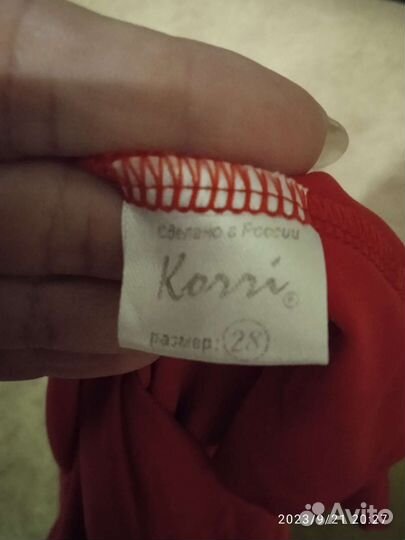 Сделано в России
Korri®
размер: 28
2023/9/21 20:27
Avito